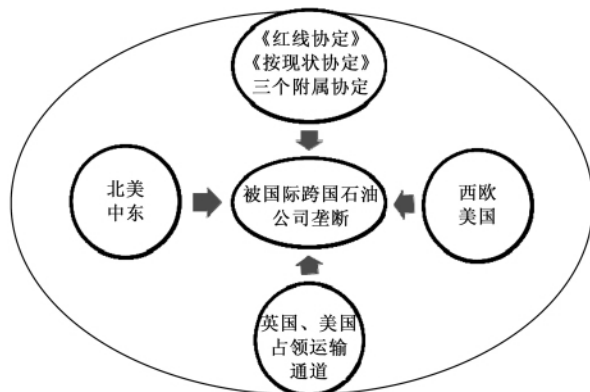 《红线协定》
《按现状协定》
三个附属协定
北美
中东
被国际跨国石油
公司垄断
西欧
美国
英国、美国
占领运输
通道